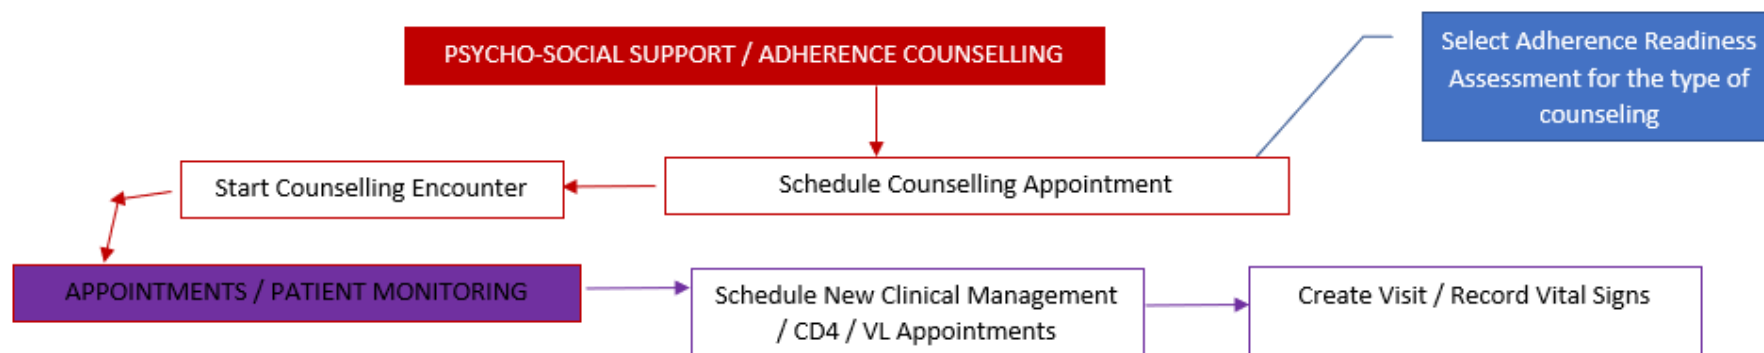 PSYCHO-SOCIAL SUPPORT / ADHERENCE COUNSELLING
Select Adherence Readiness
Assessment for the type of
counseling
Schedule Counselling Appointment
Start Counselling Encounter
APPOINTMENTS / PATIENT MONITORING
Schedule New Clinical Management
/ CD4 / VL Appointments
Create Visit / Record Vital Signs